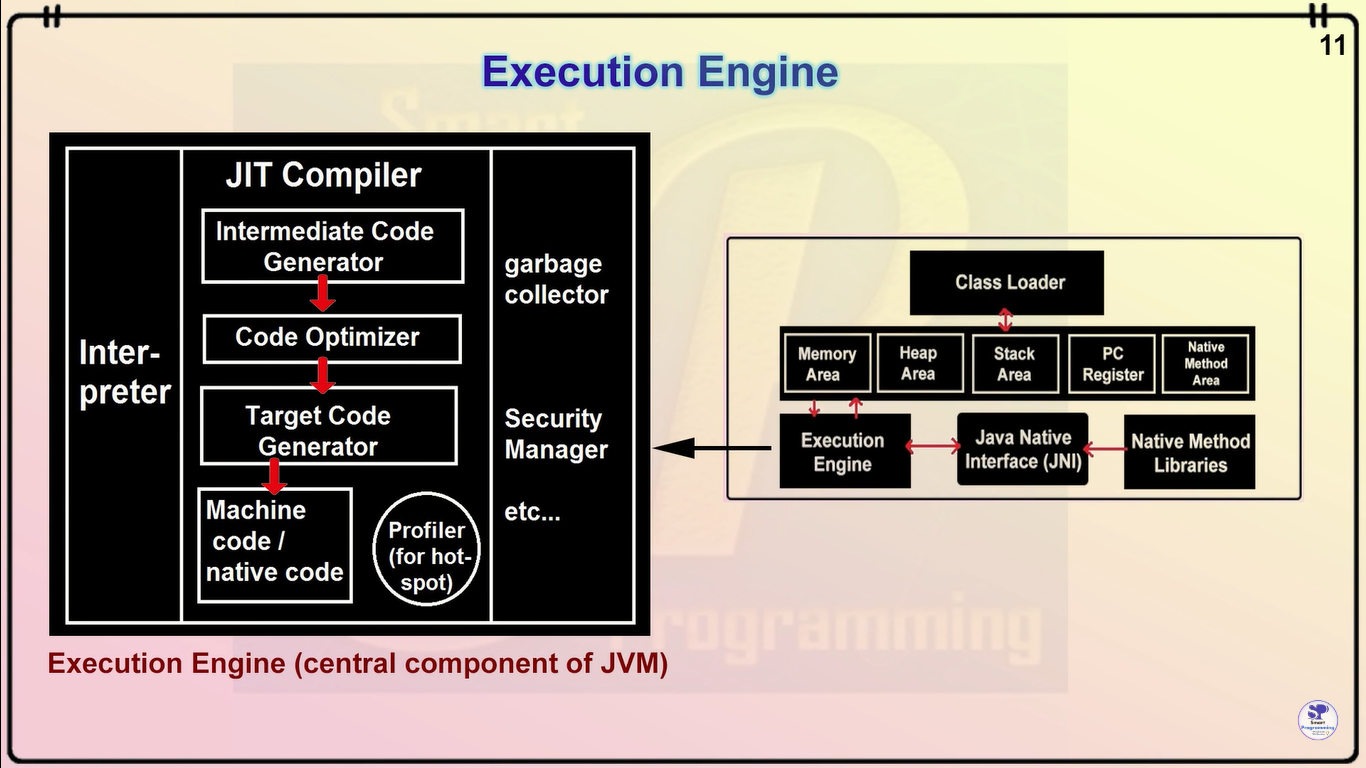 11
Execution Engine
Inter-
preter
JIT Compiler
Intermediate Code
Generator
Code Optimizer
Target Code
Generator
Machine
code /
native code
Profiler
(for hot-
spot)
garbage
collector
Security
Manager
etc...
Execution Engine (central component of JVM)
Class Loader
Memory
Area
Heap
Area
Stack
Area
PC
Register
Native
Method
Area
Execution
Engine
Java Native
Interface (JNI)
Native Method
Libraries
Smart
Programming
SP
Smart
Programming